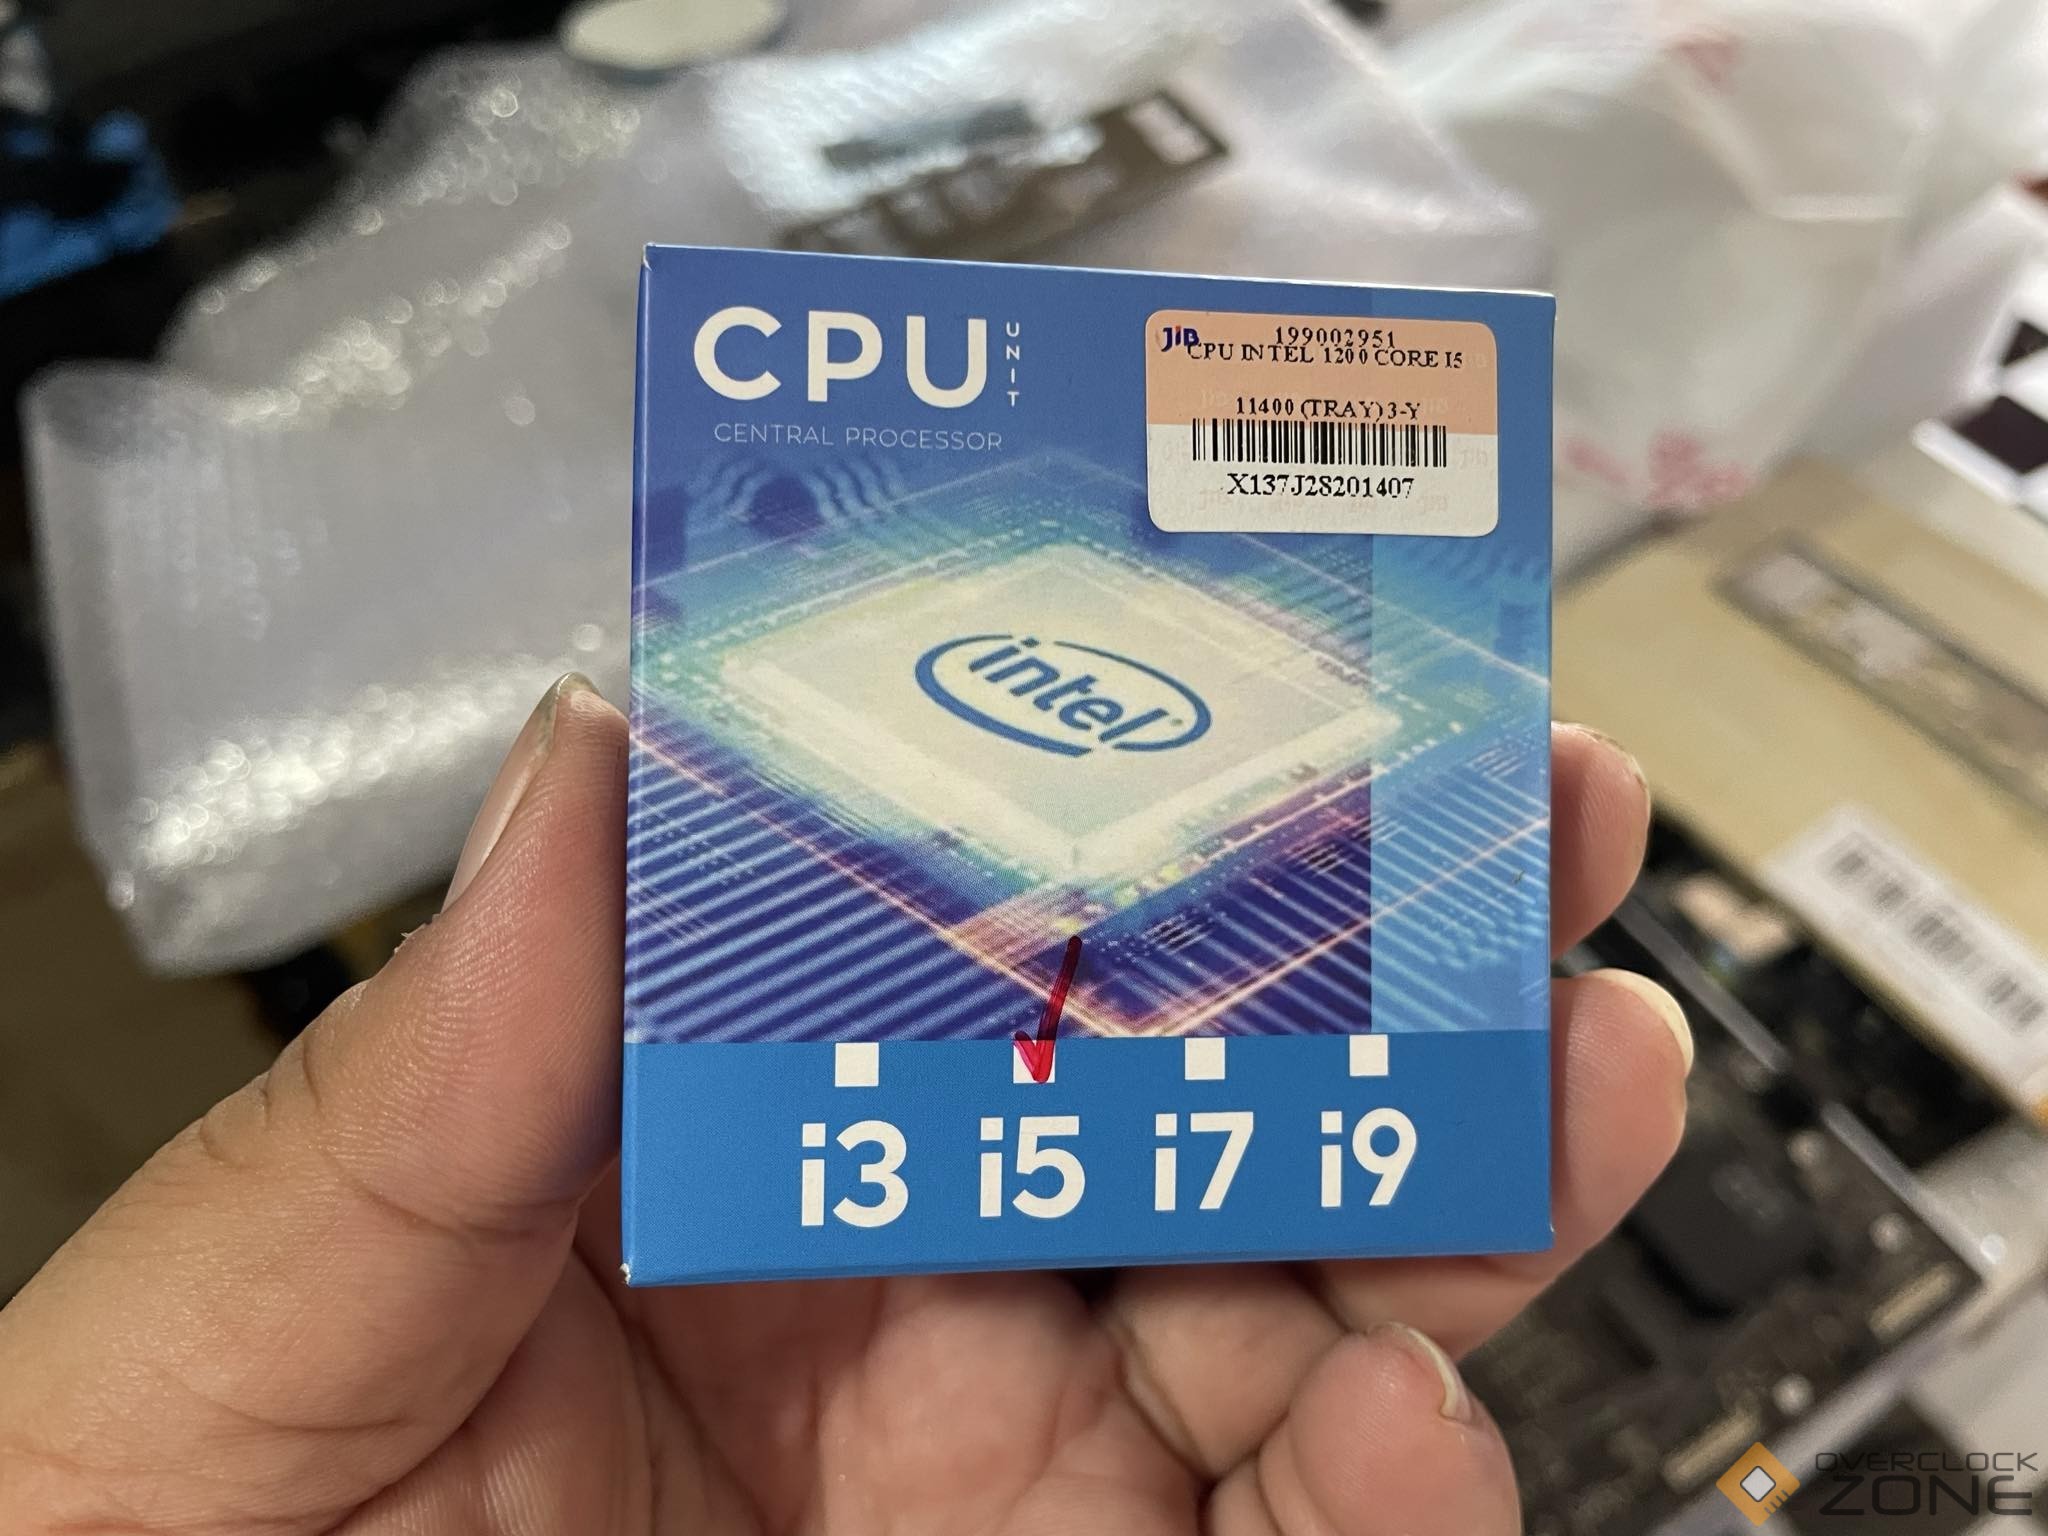 CPU
UNIT
CENTRAL PROCESSOR
JIB
199002951
CPU INTEL 1200 CORE I5
11400 (TRAY) 3-Y
X137J28201407
intel
i3 i5 i7 i9
OVERCLOCK
ZONE